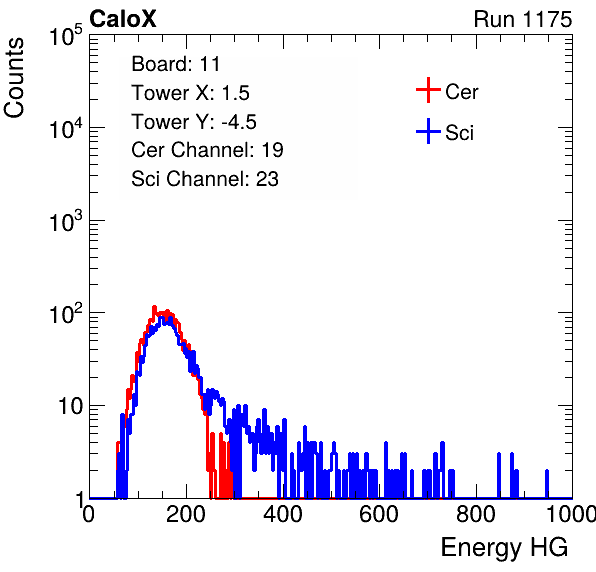 CaloX Run 1175
Counts
10^5
10^4
10^3
10^2
10
1
Board: 11
Tower X: 1.5
Tower Y: -4.5
Cer Channel: 19
Sci Channel: 23
Cer
Sci
0 200 400 600 800 1000
Energy HG